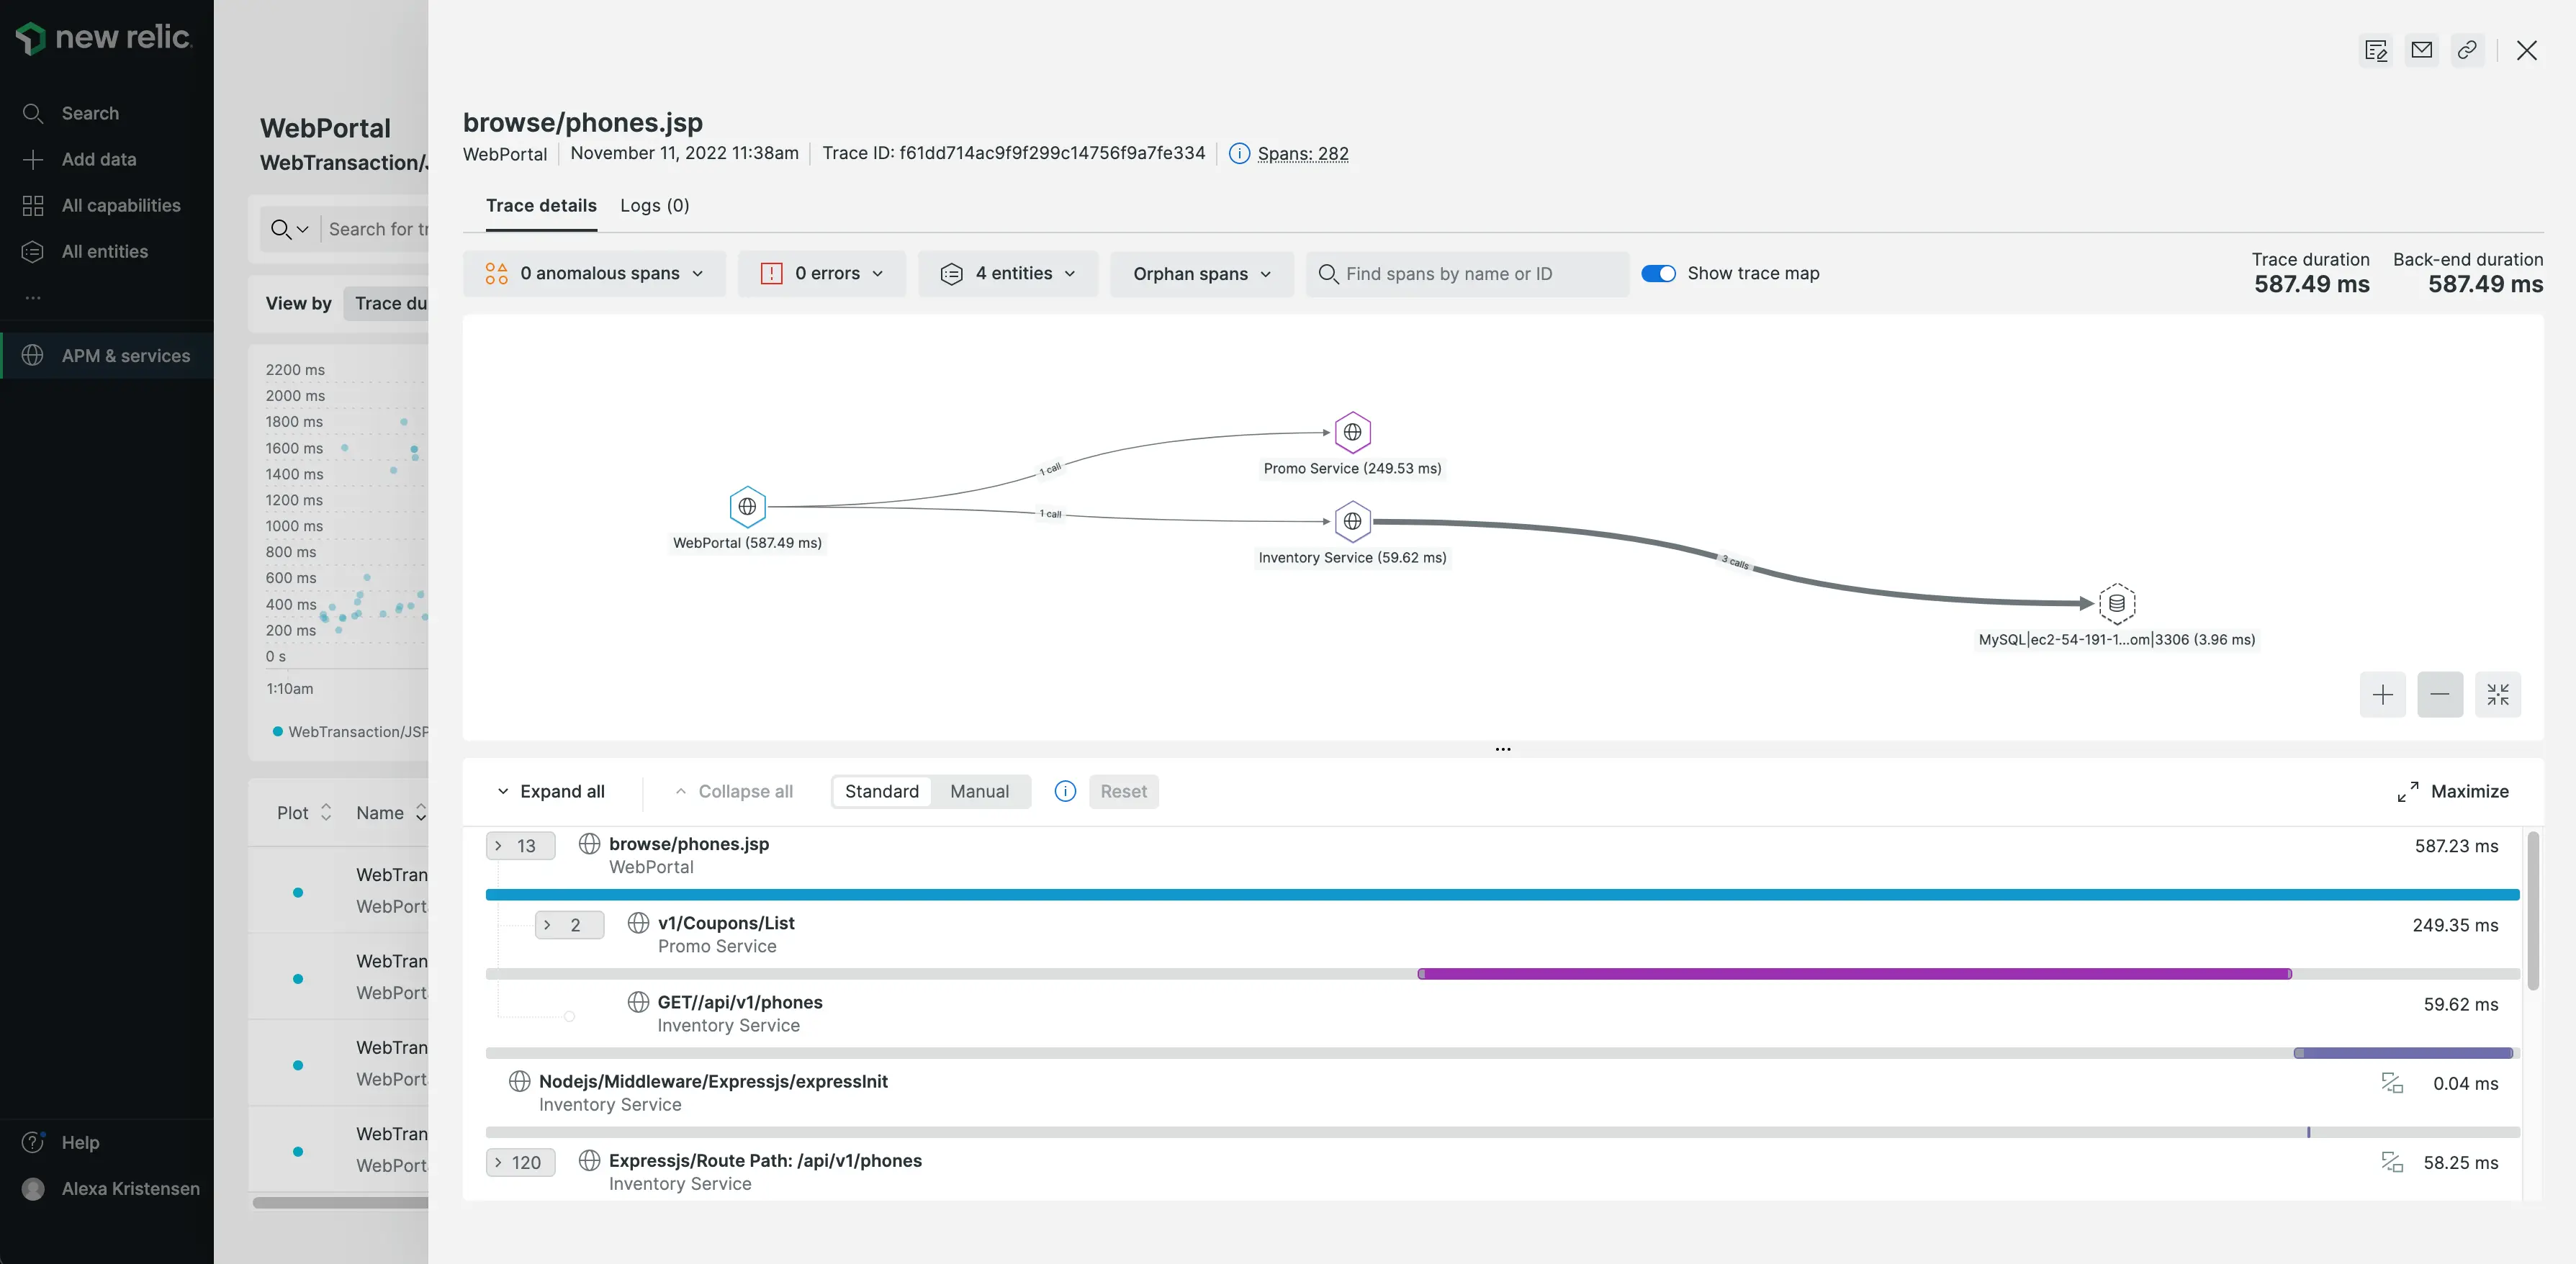 new relic.
Search
Add data
All capabilities
All entities
...
APM & services
Help
Alexa Kristensen
WebPortal
WebTransaction/J
Search for tr
View by Trace du
2200 ms
2000 ms
1800 ms
1600 ms
1400 ms
1200 ms
1000 ms
800 ms
600 ms
400 ms
200 ms
0 s
1:10am
WebTransaction/JSP
Plot Name
WebTran
WebPorta
WebTran
WebPorta
WebTran
WebPorta
WebTran
WebPorta
browse/phones.jsp
WebPortal November 11, 2022 11:38am Trace ID: f61dd714ac9f9f299c14756f9a7fe334 Spans: 282
Trace details Logs (0)
0 anomalous spans 0 errors 4 entities Orphan spans Find spans by name or ID Show trace map
Trace duration Back-end duration
587.49 ms 587.49 ms
1 call
Promo Service (249.53 ms)
1 call
WebPortal (587.49 ms)
Inventory Service (59.62 ms)
3 calls
MySQL|ec2-54-191-1...om|3306 (3.96 ms)
...
Expand all Collapse all Standard Manual Reset Maximize
13 browse/phones.jsp 587.23 ms
WebPortal
2 v1/Coupons/List 249.35 ms
Promo Service
GET//api/v1/phones 59.62 ms
Inventory Service
Nodejs/Middleware/Expressjs/expressInit 0.04 ms
Inventory Service
120 Expressjs/Route Path: /api/v1/phones 58.25 ms
Inventory Service